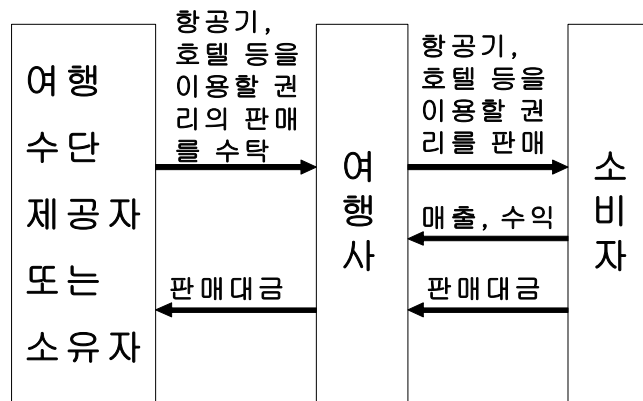 여행
수단
제공자
또는
소유자
항공기,
호텔 등을
이용할 권
리의 판매
를 수탁
판매대금
여
행
사
항공기,
호텔 등을
이용할 권
리를 판매
매출, 수익
판매대금
소
비
자